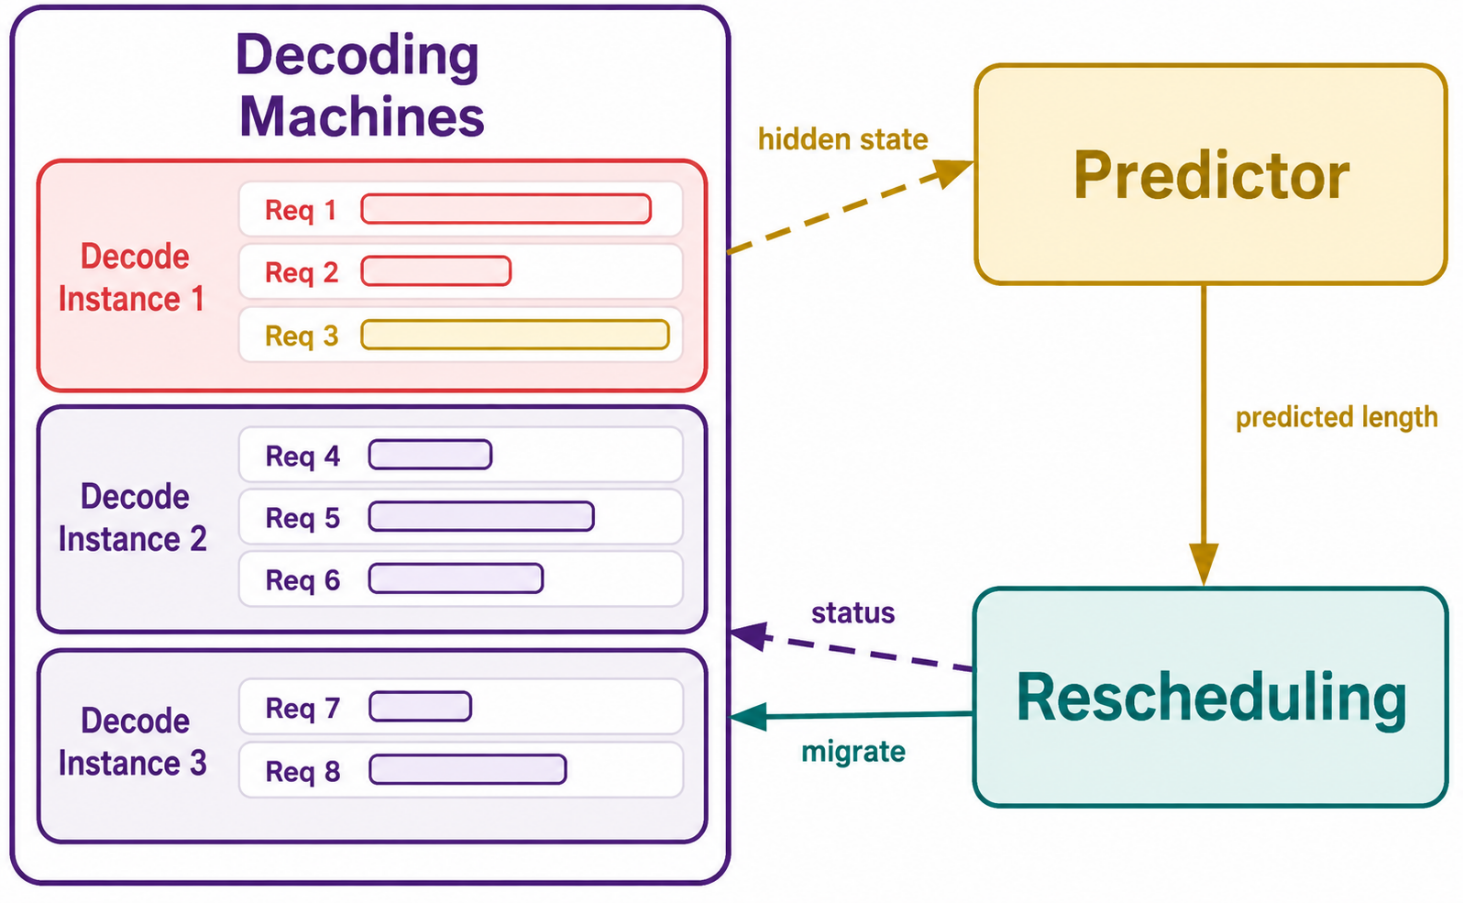 Decoding
Machines
Decode
Instance 1
Req 1
Req 2
Req 3
Decode
Instance 2
Req 4
Req 5
Req 6
Decode
Instance 3
Req 7
Req 8
hidden state
Predictor
predicted length
status
migrate
Rescheduling